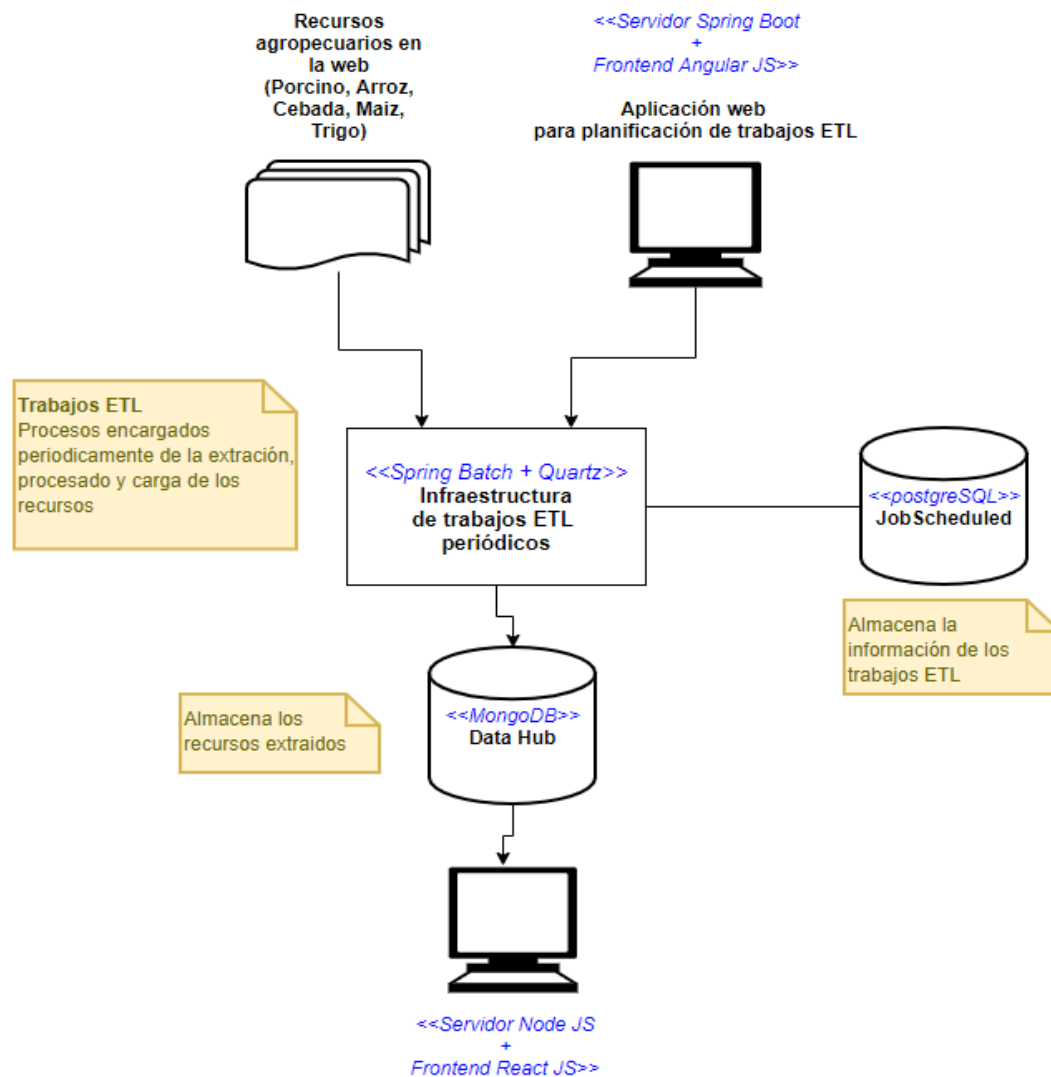 Recursos
agropecuarios en
la web
(Porcino, Arroz,
Cebada, Maiz,
Trigo)
<<Servidor Spring Boot
+
Frontend Angular JS>>
Aplicación web
para planificación de trabajos ETL
Trabajos ETL
Procesos encargados
periodicamente de la extración,
procesado y carga de los
recursos
<<Spring Batch + Quartz>>
Infraestructura
de trabajos ETL
periódicos
<<postgreSQL>>
JobScheduled
Almacena la
información de los
trabajos ETL
Almacena los
recursos extraidos
<<MongoDB>>
Data Hub
<<Servidor Node JS
+
Frontend React JS>>